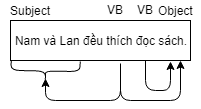 Subject VB VB Object
Nam và Lan đều thích đọc sách.